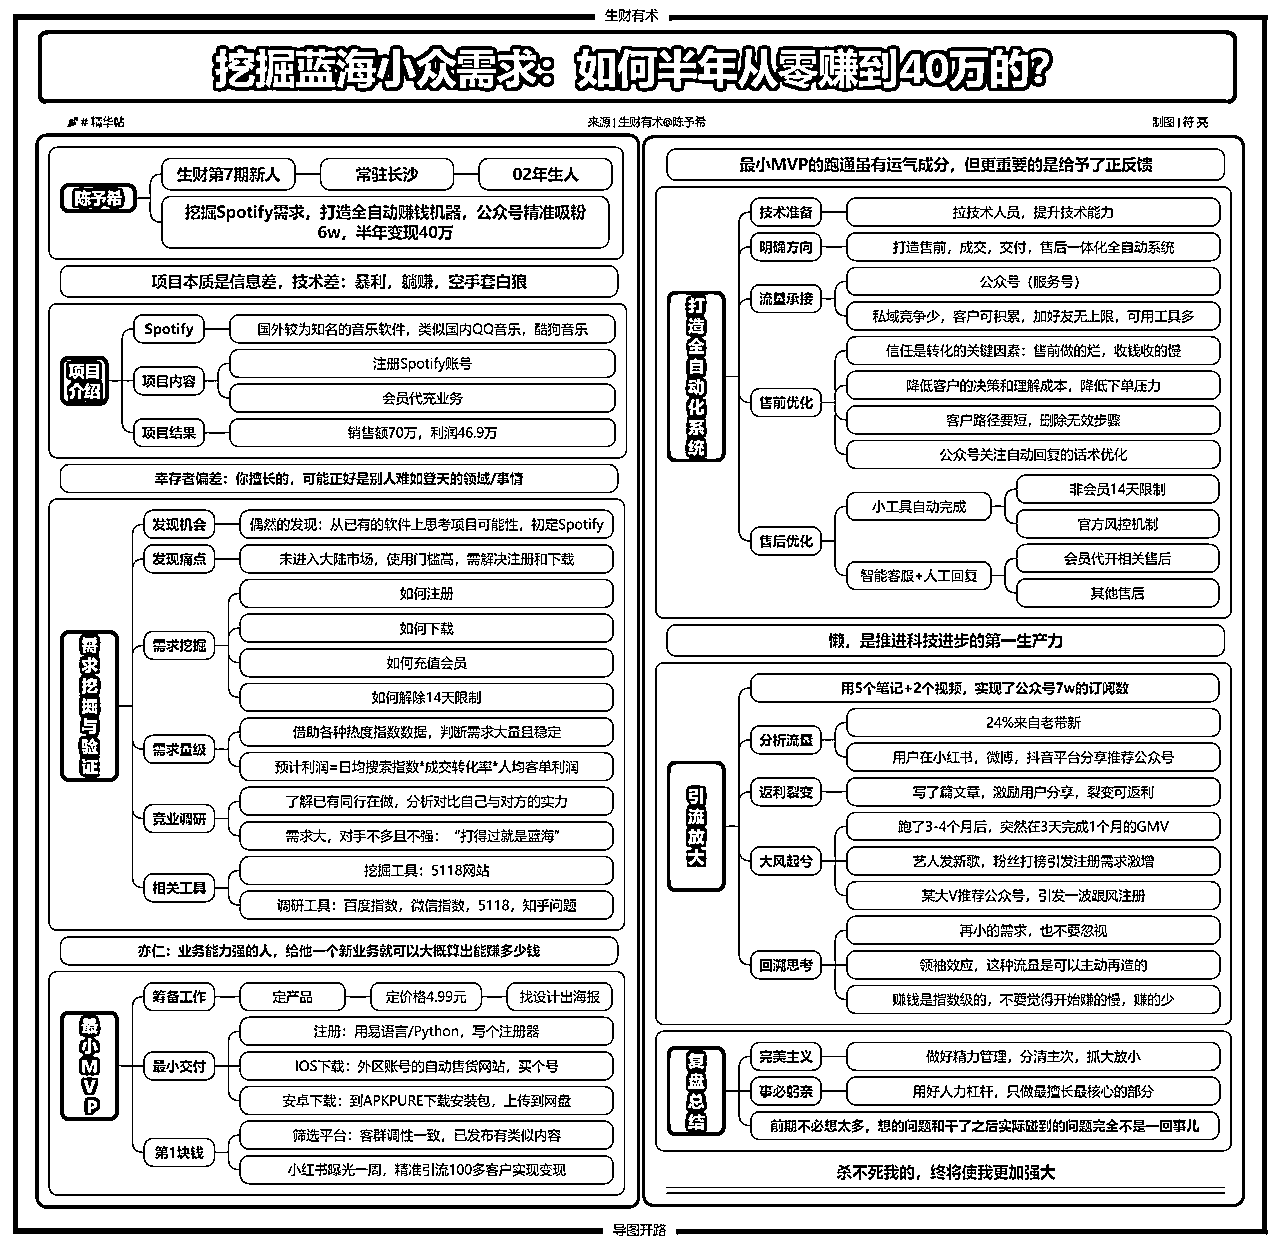 生财有术
挖掘蓝海小众需求：如何半年从零赚到40万的？
# 精华帖
来源 | 生财有术@陈予希
制图 | 符亮
陈予希
生财第7期新人
常驻长沙
02年生人
挖掘Spotify需求，打造全自动赚钱机器，公众号精准吸粉
6w，半年变现40万
项目本质是信息差，技术差：暴利，躺赚，空手套白狼
项目
介绍
Spotify
国外较为知名的音乐软件，类似国内QQ音乐，酷狗音乐
项目内容
注册Spotify账号
会员代充业务
项目结果
销售额70万，利润46.9万
幸存者偏差：你擅长的，可能正好是别人难如登天的领域/事情
需求挖掘与验证
发现机会
偶然的发现：从已有的软件上思考项目可能性，初定Spotify
发现痛点
未进入大陆市场，使用门槛高，需解决注册和下载
需求挖掘
如何注册
如何下载
如何充值会员
如何解除14天限制
需求量级
借助各种热度指数数据，判断需求大量且稳定
预计利润=日均搜索指数*成交转化率*人均客单利润
竞业调研
了解已有同行在做，分析对比自己与对方的实力
需求大，对手不多且不强：“打得过就是蓝海”
相关工具
挖掘工具：5118网站
调研工具：百度指数，微信指数，5118，知乎问题
亦仁：业务能力强的人，给他一个新业务就可以大概算出能赚多少钱
最小MVP
筹备工作
定产品
定价格4.99元
找设计出海报
最小交付
注册：用易语言/Python，写个注册器
IOS下载：外区账号的自动售货网站，买个号
安卓下载：到APKPURE下载安装包，上传到网盘
第1块钱
筛选平台：客群调性一致，已发布有类似内容
小红书曝光一周，精准引流100多客户实现变现
最小MVP的跑通虽有运气成分，但更重要的是给予了正反馈
打造全自动化系统
技术准备
拉技术人员，提升技术能力
明确方向
打造售前，成交，交付，售后一体化全自动系统
流量承接
公众号（服务号）
私域竞争少，客户可积累，加好友无上限，可用工具多
售前优化
信任是转化的关键因素：售前做的烂，收钱收的慢
降低客户的决策和理解成本，降低下单压力
客户路径要短，删除无效步骤
公众号关注自动回复的话术优化
售后优化
小工具自动完成
非会员14天限制
官方风控机制
智能客服+人工回复
会员代开相关售后
其他售后
懒，是推进科技进步的第一生产力
引流放大
用5个笔记+2个视频，实现了公众号7w的订阅数
分析流量
24%来自老带新
用户在小红书，微博，抖音平台分享推荐公众号
返利裂变
写了篇文章，激励用户分享，裂变可返利
大风起兮
跑了3-4个月后，突然在3天完成1个月的GMV
艺人发新歌，粉丝打榜引发注册需求激增
某大V推荐公众号，引发一波跟风注册
回溯思考
再小的需求，也不要忽视
领袖效应，这种流量是可以主动再造的
赚钱是指数级的，不要觉得开始赚的慢，赚的少
复盘总结
完美主义
做好精力管理，分清主次，抓大放小
事必躬亲
用好人力杠杆，只做最擅长最核心的部分
前期不必想太多，想的问题和干了之后实际碰到的问题完全不是一回事儿
杀不死我的，终将使我更加强大
导图开路